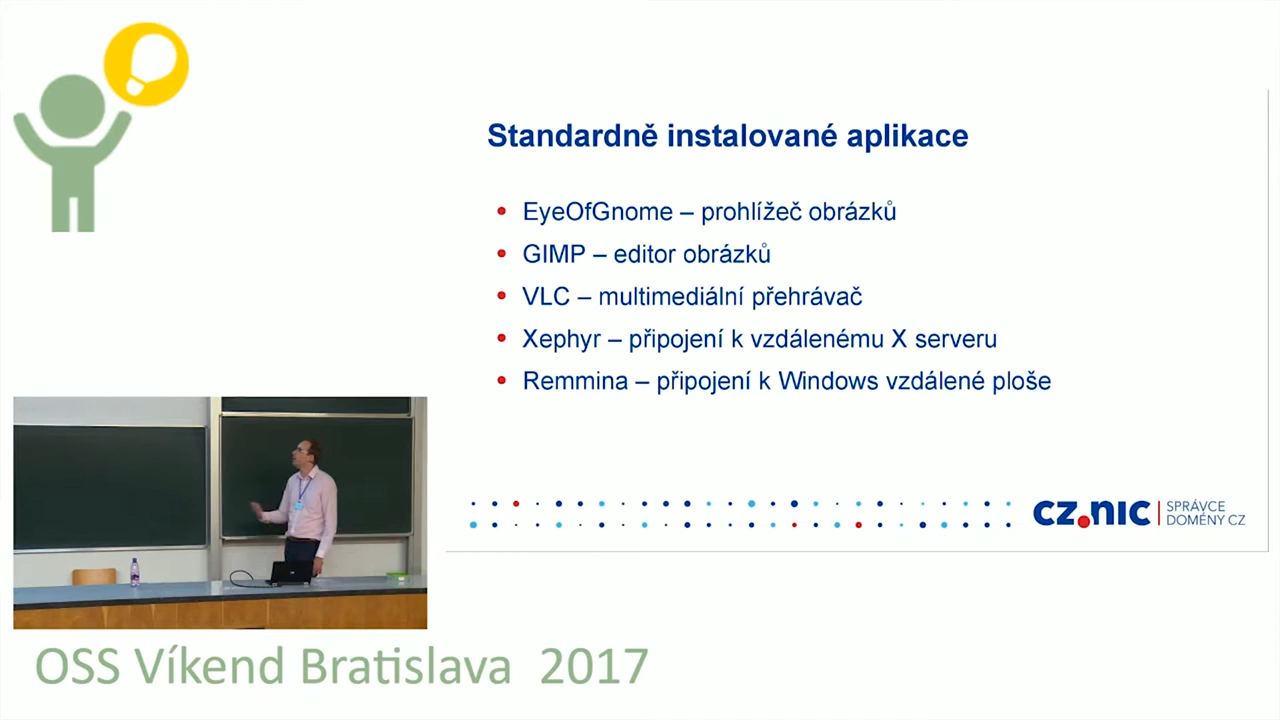 Standardně instalované aplikace
• EyeOfGnome – prohlížeč obrázků
• GIMP – editor obrázků
• VLC – multimediální přehrávač
• Xephyr – připojení k vzdálenému X serveru
• Remmina – připojení k Windows vzdálené ploše
CZ.NIC | SPRÁVCE
DOMÉNY CZ
OSS Víkend Bratislava 2017